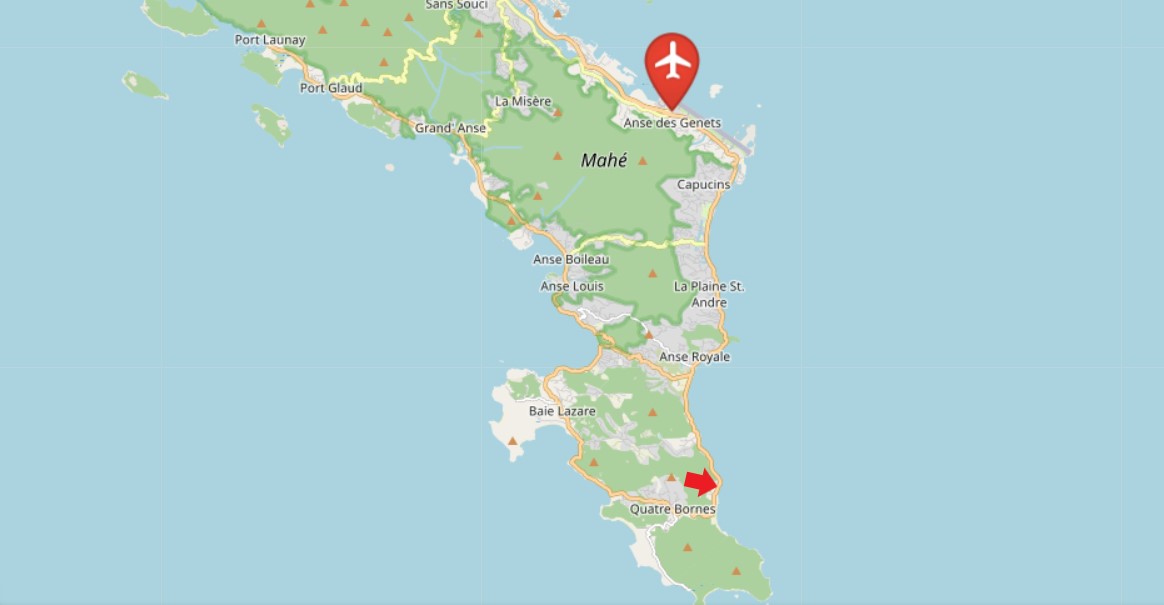 Sans Souci
Port Launay
Port Glaud
La Misère
Grand' Anse
Anse des Genets
Mahé
Capucins
Anse Boileau
Anse Louis
La Plaine St.
Andre
Anse Royale
Baie Lazare
Quatre Bornes